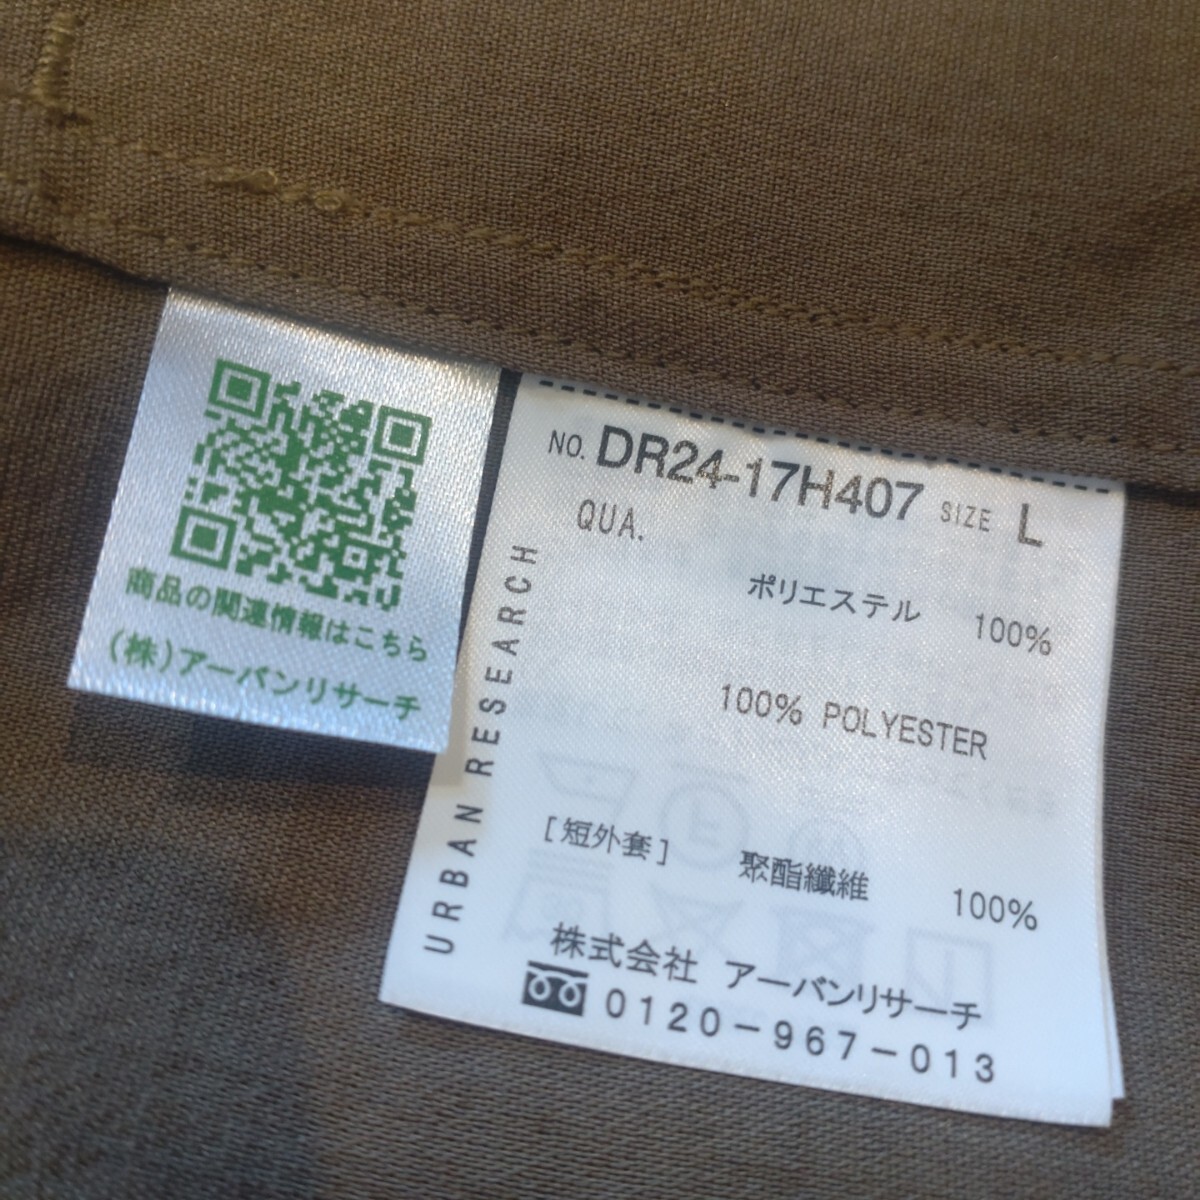 商品の関連情報はこちら
(株)アーバンリサーチ
NO. DR24-17H407 SIZE L
QUA.
ポリエステル 100%
100% POLYESTER
[短外套] 聚酯纖維 100%
株式会社 アーバンリサーチ
0120-967-013
URBAN RESEARCH